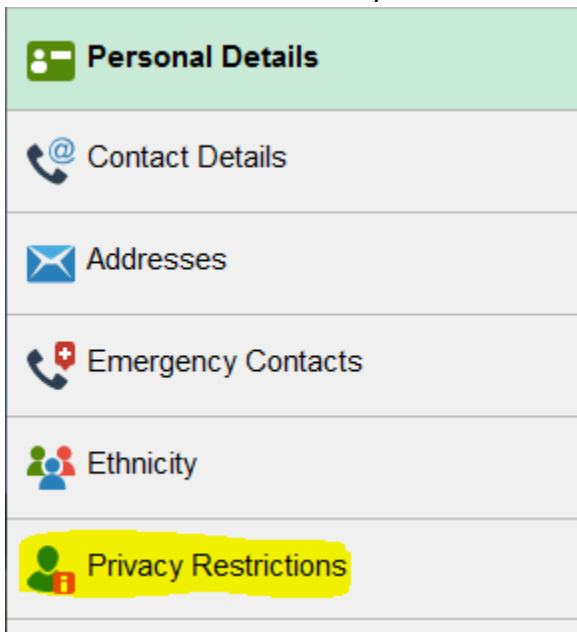 Personal Details
Contact Details
Addresses
Emergency Contacts
Ethnicity
Privacy Restrictions